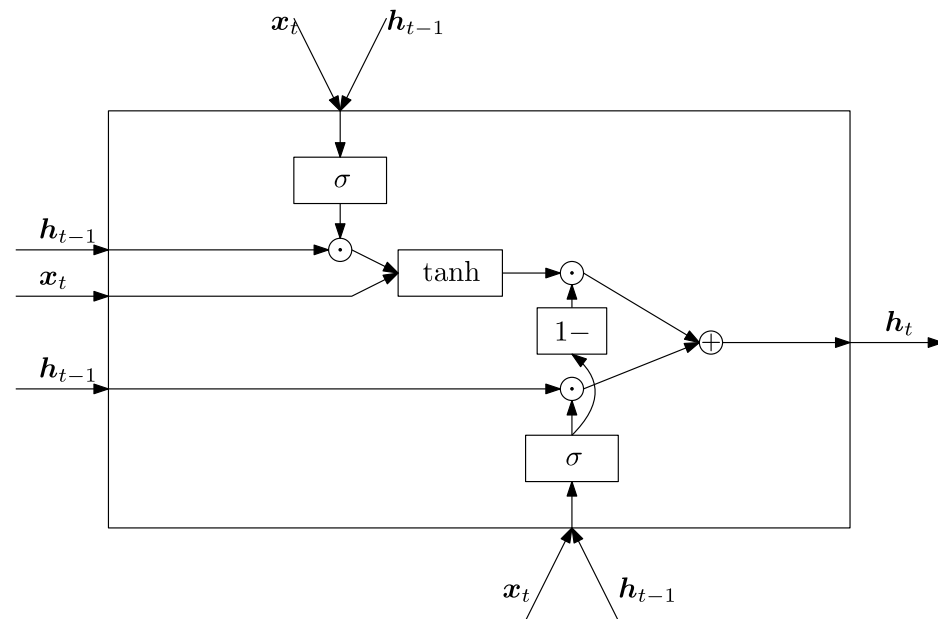 x_t h_{t−1}
σ
h_{t−1}
x_t
tanh
1−
h_t
h_{t−1}
σ
x_t h_{t−1}